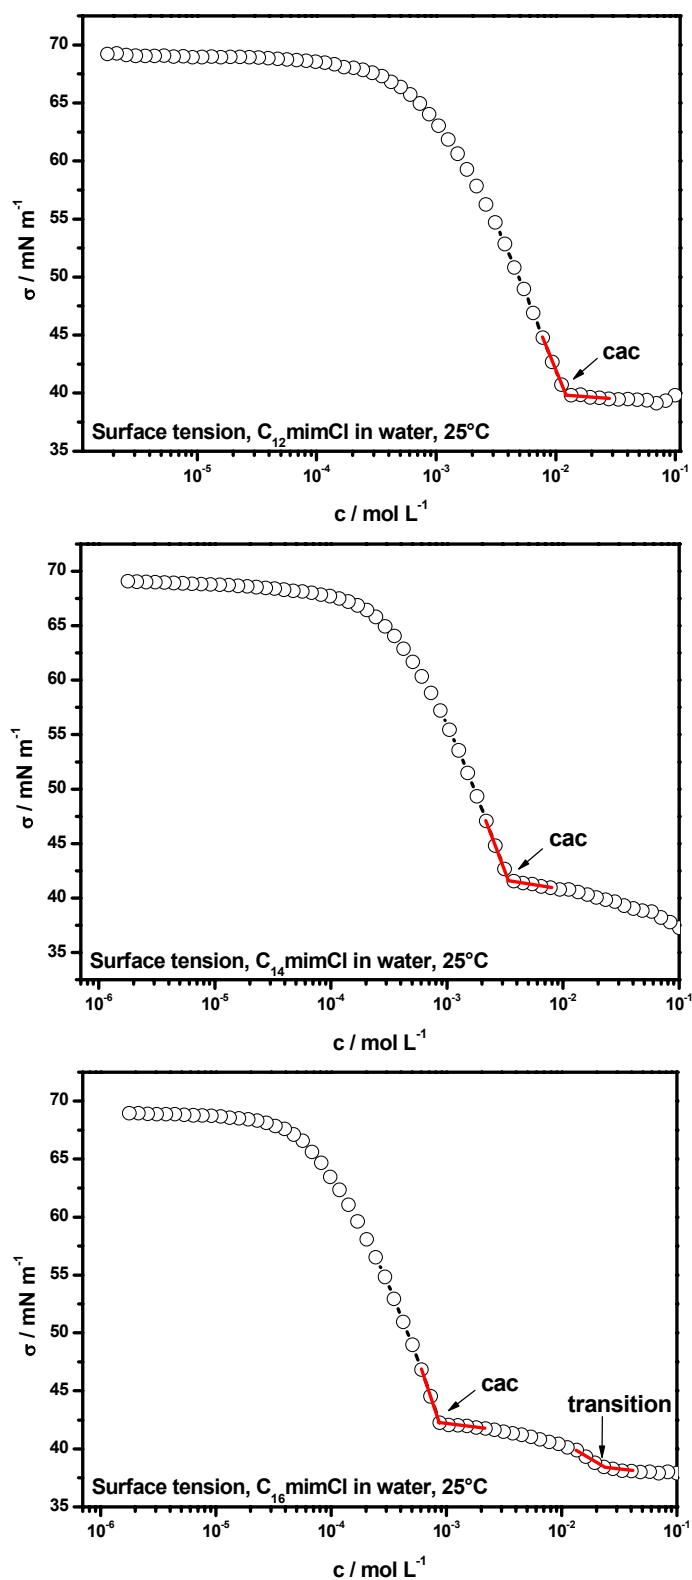 70
65
60
55
50
45
40
35
σ / mN m⁻¹
cac
Surface tension, C₁₂mimCl in water, 25°C
10⁻⁵ 10⁻⁴ 10⁻³ 10⁻² 10⁻¹
c / mol L⁻¹
70
65
60
55
50
45
40
35
σ / mN m⁻¹
cac
Surface tension, C₁₄mimCl in water, 25°C
10⁻⁶ 10⁻⁵ 10⁻⁴ 10⁻³ 10⁻² 10⁻¹
c / mol L⁻¹
70
65
60
55
50
45
40
35
σ / mN m⁻¹
cac
transition
Surface tension, C₁₆mimCl in water, 25°C
10⁻⁶ 10⁻⁵ 10⁻⁴ 10⁻³ 10⁻² 10⁻¹
c / mol L⁻¹